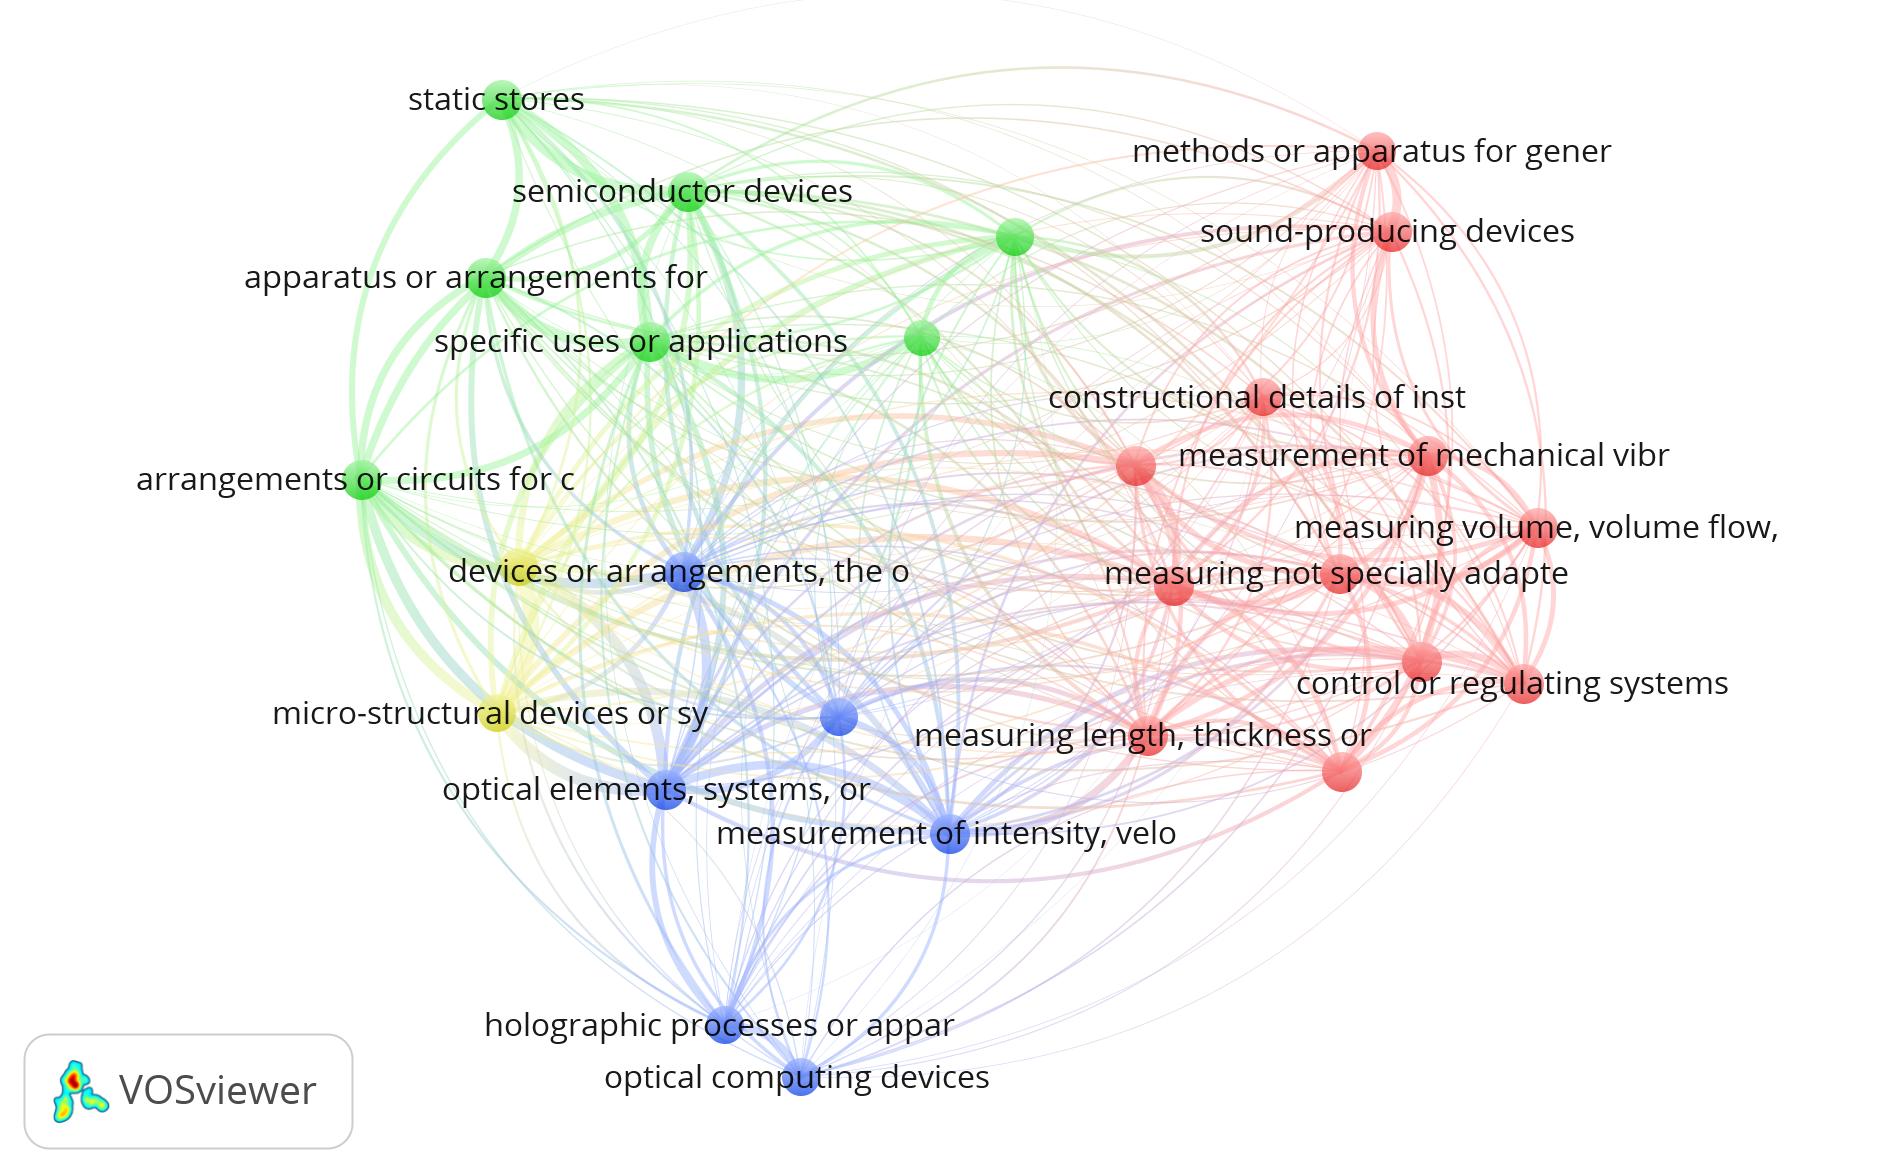 static stores
methods or apparatus for gener
semiconductor devices
sound-producing devices
apparatus or arrangements for
specific uses or applications
constructional details of inst
measurement of mechanical vibr
arrangements or circuits for c
measuring volume, volume flow,
devices or arrangements, the o
measuring not specially adapte
control or regulating systems
micro-structural devices or sy
measuring length, thickness or
optical elements, systems, or
measurement of intensity, velo
holographic processes or appar
optical computing devices
VOSviewer